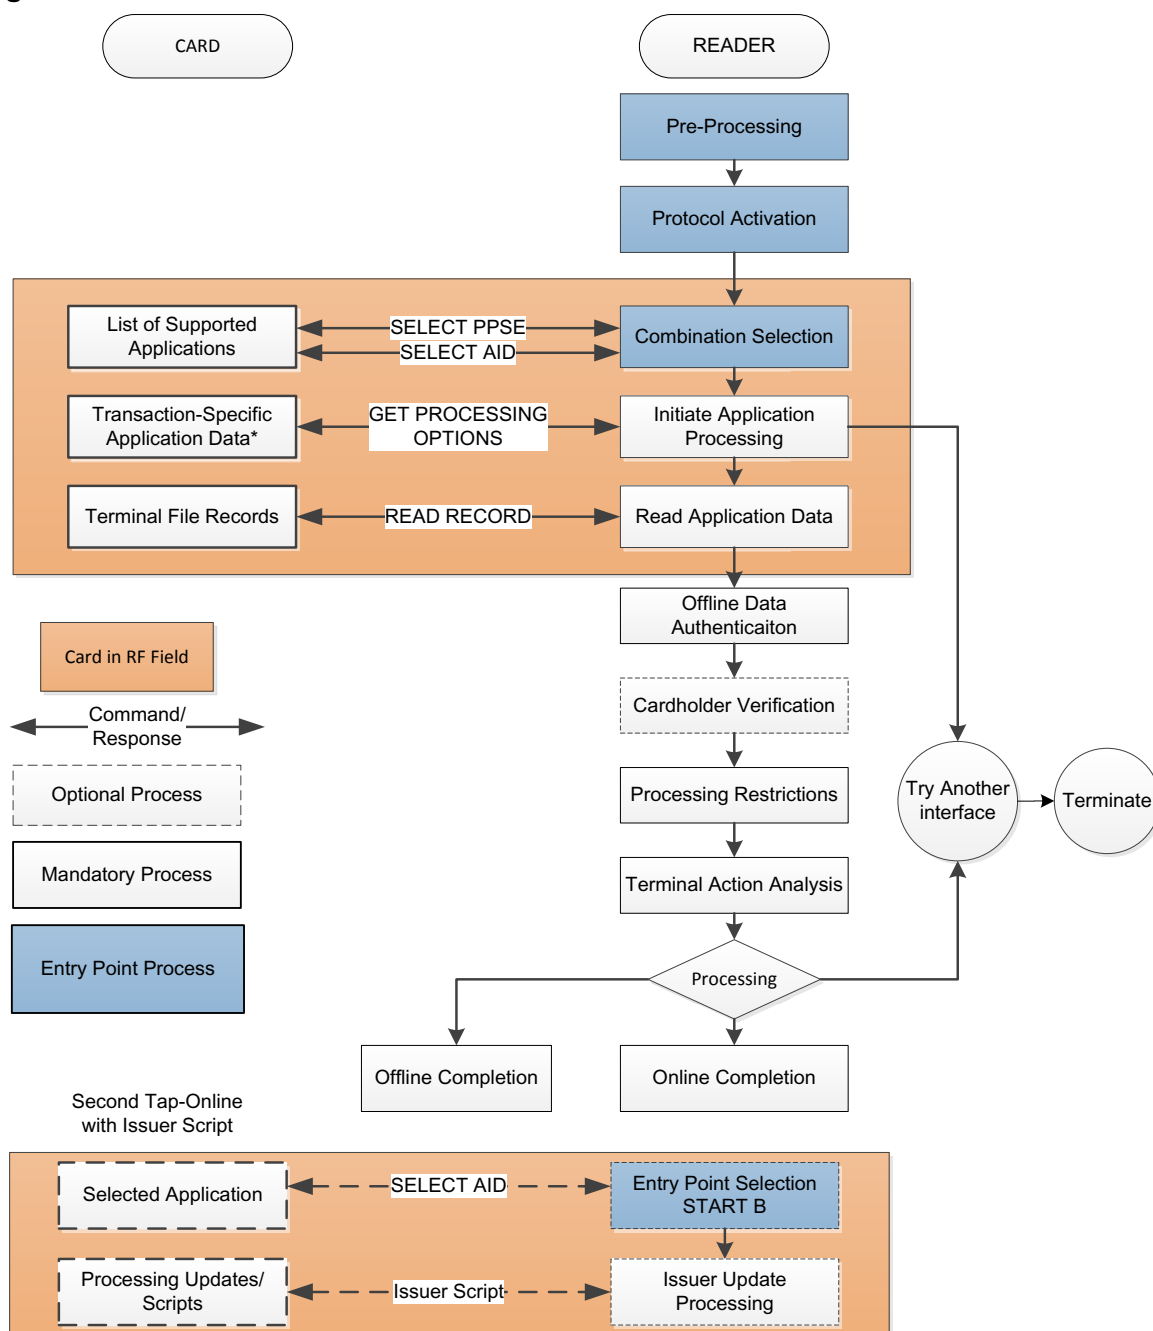 CARD
READER
Pre-Processing
Protocol Activation
List of Supported
Applications
SELECT PPSE
SELECT AID
Combination Selection
Transaction-Specific
Application Data*
GET PROCESSING
OPTIONS
Initiate Application
Processing
Terminal File Records
READ RECORD
Read Application Data
Offline Data
Authenticaiton
Card in RF Field
Cardholder Verification
Command/
Response
Optional Process
Processing Restrictions
Try Another
interface
Terminate
Mandatory Process
Terminal Action Analysis
Entry Point Process
Processing
Offline Completion
Online Completion
Second Tap-Online
with Issuer Script
Selected Application
SELECT AID
Entry Point Selection
START B
Processing Updates/
Scripts
Issuer Script
Issuer Update
Processing